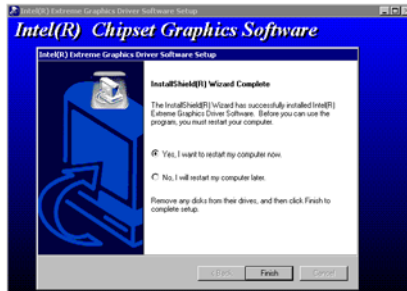 Intel(R) Extreme Graphics Driver Software Setup
Intel(R) Chipset Graphics Software
Intel(R) Extreme Graphics Driver Software Setup
InstallShield(R) Wizard Complete
The InstallShield(R) Wizard has successfully installed Intel(R)
Extreme Graphics Driver Software. Before you can use the
program, you must restart your computer.
Yes, I want to restart my computer now.
No, I will restart my computer later.
Remove any disks from their drives, and then click Finish to
complete setup.
< Back
Finish
Cancel